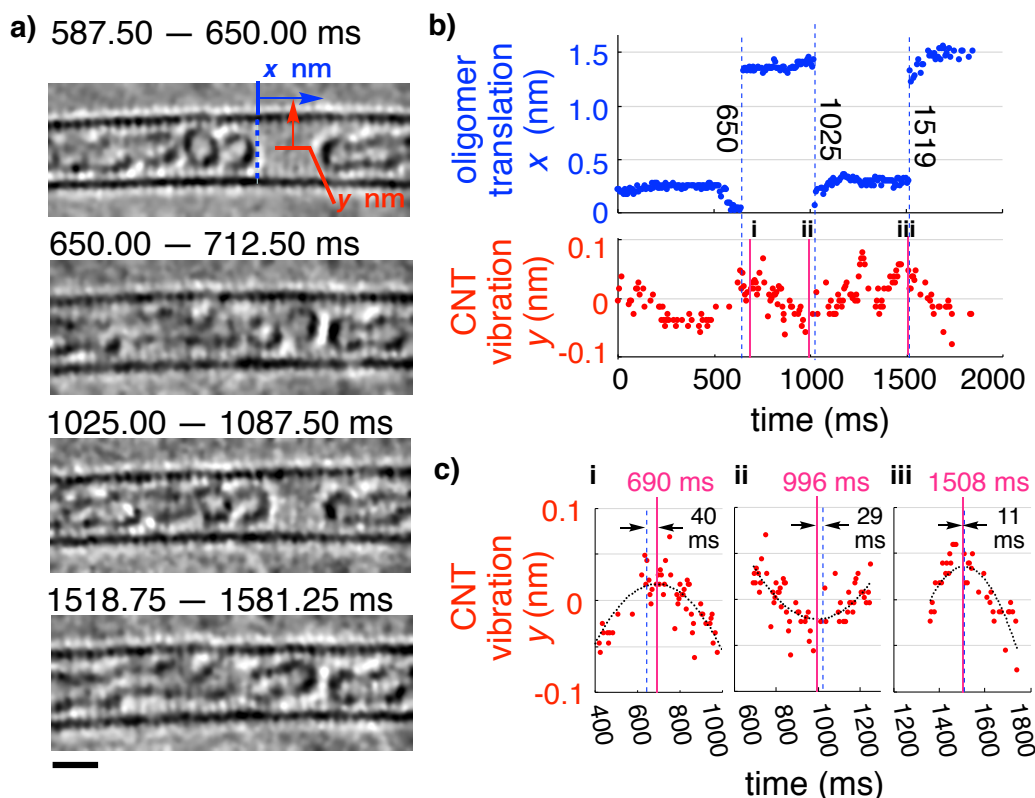 a)
587.50 — 650.00 ms
x nm
y nm
650.00 — 712.50 ms
1025.00 — 1087.50 ms
1518.75 — 1581.25 ms
b)
oligomer
translation
x (nm)
1.5
1.0
0.5
0
650
1025
1519
i
ii
iii
CNT
vibration
y (nm)
0.1
0
-0.1
0
500
1000
1500
2000
time (ms)
c)
i
690 ms
ii
996 ms
iii
1508 ms
40
ms
29
ms
11
ms
CNT
vibration
y (nm)
0.1
0
-0.1
400
600
800
1000
600
800
1000
1200
1200
1400
1600
1800
time (ms)